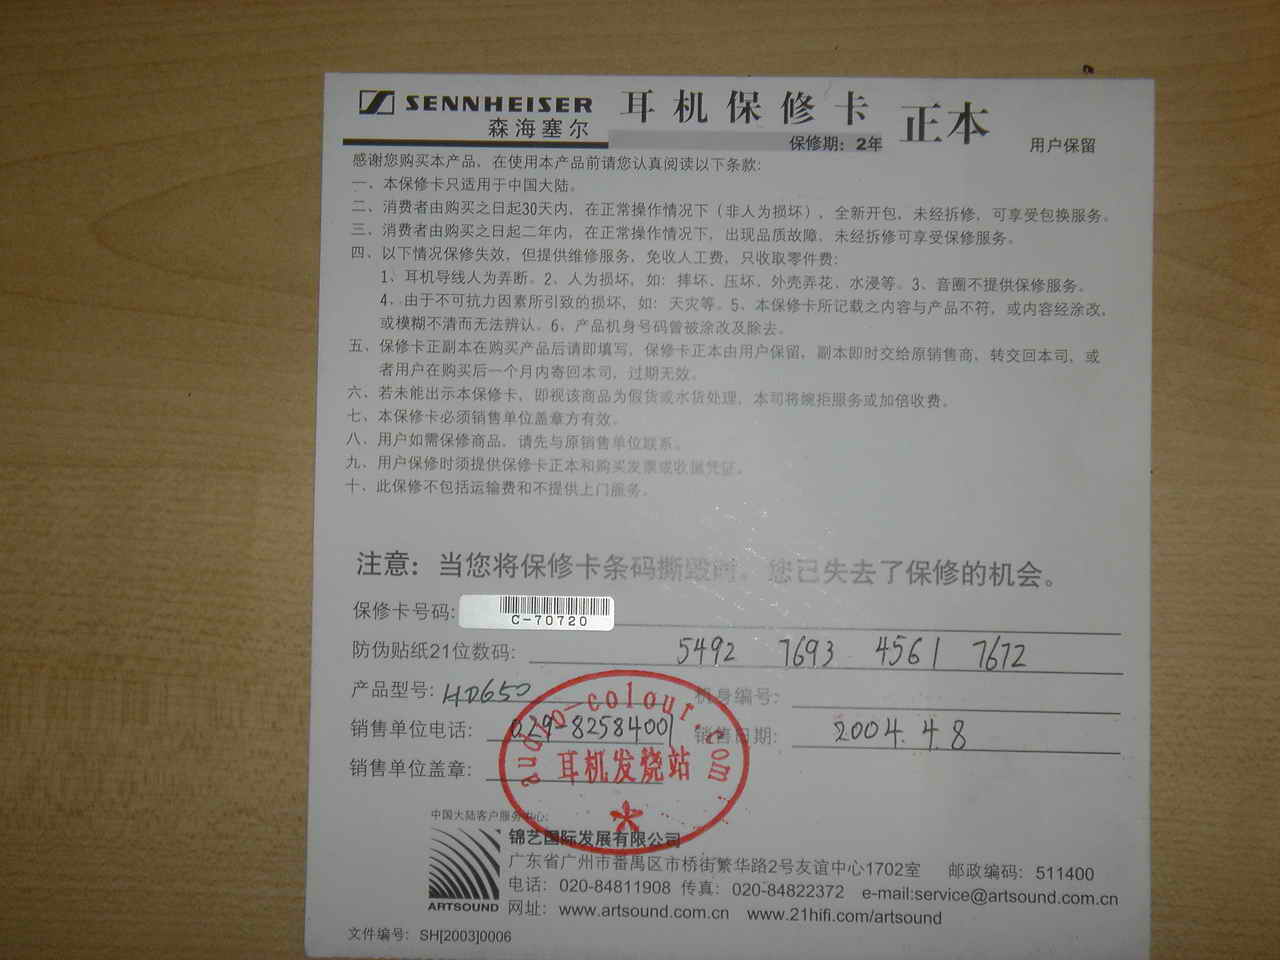 SENNHEISER 耳机保修卡 正本
森海塞尔 保修期：2年 用户保留
感谢您购买本产品，在使用本产品前请您认真阅读以下条款：
一、本保修卡只适用于中国大陆。
二、消费者由购买之日起30天内，在正常操作情况下（非人为损坏），全新开包，未经拆修，可享受包换服务。
三、消费者由购买之日起二年内，在正常操作情况下，出现品质故障，未经拆修可享受保修服务。
四、以下情况保修失效，但提供维修服务，免收人工费，只收取零件费：
1、耳机导线人为弄断。2、人为损坏，如：摔坏、压坏、外壳弄花、水浸等。3、音圈不提供保修服务。
4、由于不可抗力因素所引致的损坏，如：天灾等。5、本保修卡所记载之内容与产品不符，或内容经涂改，
或模糊不清而无法辨认。6、产品机身号码曾被涂改及除去。
五、保修卡正副本在购买产品后请即填写，保修卡正本由用户保留，副本即时交给原销售商，转交回本司，或
者用户在购买后一个月内寄回本司，过期无效。
六、若未能出示本保修卡，即视该商品为假货或水货处理，本司将婉拒服务或加倍收费。
七、本保修卡必须销售单位盖章方有效。
八、用户如需保修商品，请先与原销售单位联系。
九、用户保修时须提供保修卡正本和购买发票或收据凭证。
十、此保修不包括运输费和不提供上门服务。
注意：当您将保修卡条码撕毁时，您已失去了保修的机会。
保修卡号码： C-70720
防伪贴纸21位数码： 5492 7693 4561 7672
产品型号：HD650 机身编号：
销售单位电话： 029-82584001 销售日期： 2004.4.8
销售单位盖章：
audio-colour.com
耳机发烧站
中国大陆客户服务中心：
锦艺国际发展有限公司
广东省广州市番禺区市桥街繁华路2号友谊中心1702室 邮政编码：511400
电话：020-84811908 传真：020-84822372 e-mail:service@artsound.com.cn
ARTSOUND 网址：www.artsound.com.cn www.21hifi.com/artsound
文件编号：SH[2003]0006